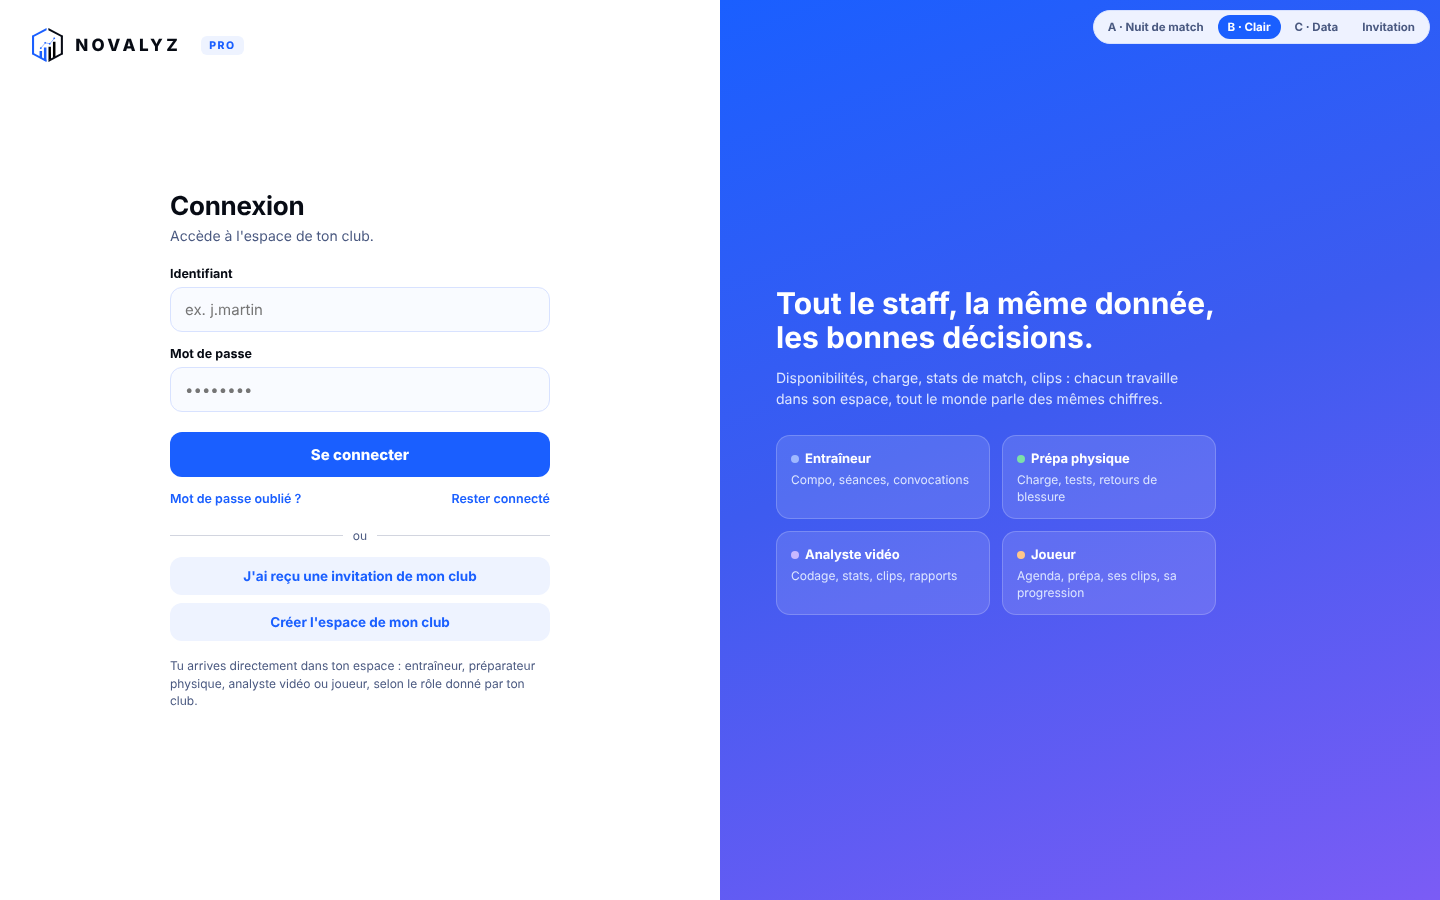 NOVALYZ PRO
A · Nuit de match
B · Clair
C · Data
Invitation
Connexion
Accède à l'espace de ton club.
Identifiant
ex. j.martin
Mot de passe
••••••••
Se connecter
Mot de passe oublié ?
Rester connecté
ou
J'ai reçu une invitation de mon club
Créer l'espace de mon club
Tu arrives directement dans ton espace : entraîneur, préparateur
physique, analyste vidéo ou joueur, selon le rôle donné par ton
club.
Tout le staff, la même donnée,
les bonnes décisions.
Disponibilités, charge, stats de match, clips : chacun travaille
dans son espace, tout le monde parle des mêmes chiffres.
Entraîneur
Compo, séances, convocations
Prépa physique
Charge, tests, retours de
blessure
Analyste vidéo
Codage, stats, clips, rapports
Joueur
Agenda, prépa, ses clips, sa
progression